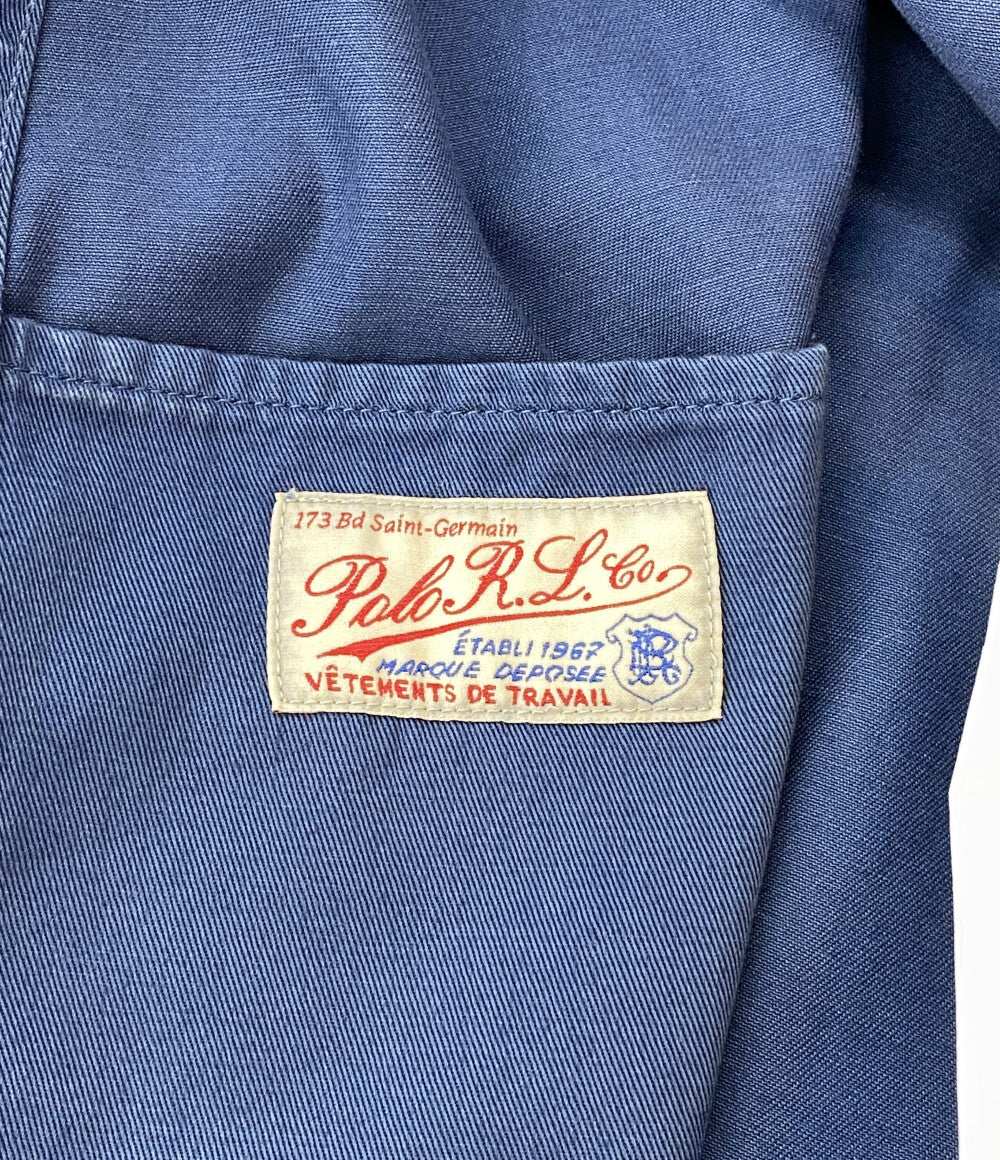 173 Bd Saint-Germain
Polo R.L. Co.
ÉTABLI 1967
MARQUE DEPOSEE
VÊTEMENTS DE TRAVAIL